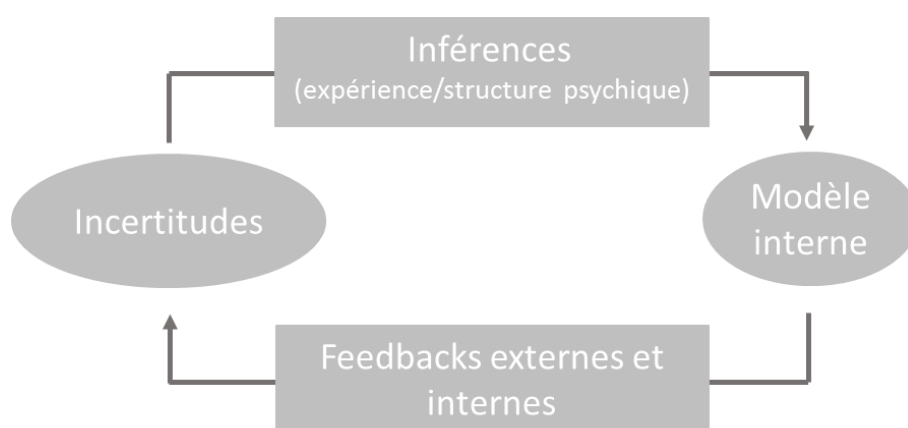 Inférences
(expérience/structure psychique)
Incertitudes
Modèle
interne
Feedbacks externes et
internes